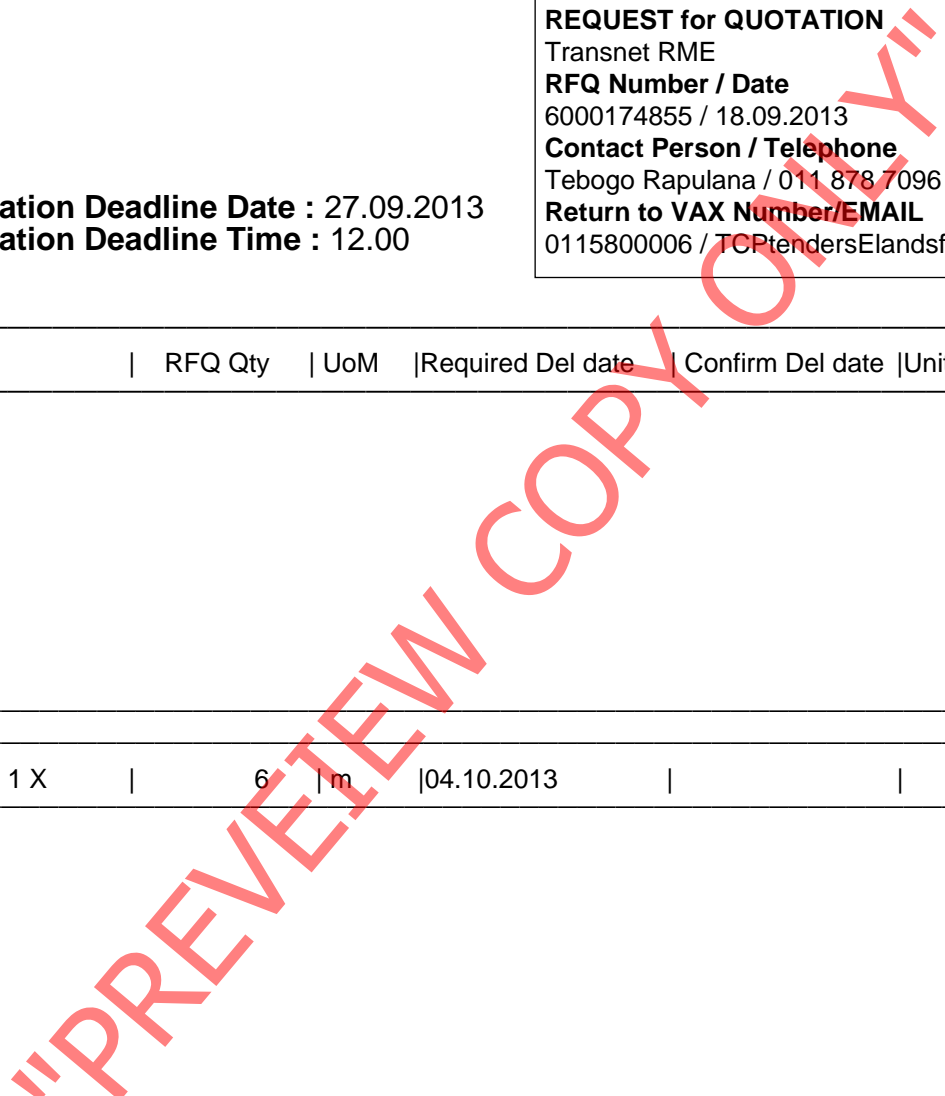 REQUEST for QUOTATION
Transnet RME
RFQ Number / Date
6000174855 / 18.09.2013
Contact Person / Telephone
Tebogo Rapulana / 011 878 7096
Return to VAX Number/EMAIL
0115800006 / TCPtendersElandsf
ation Deadline Date : 27.09.2013
ation Deadline Time : 12.00
| RFQ Qty | UoM |Required Del date | Confirm Del date |Unit
1 X | 6 | m |04.10.2013 | |
"PREVEIEW COPY ONLY"